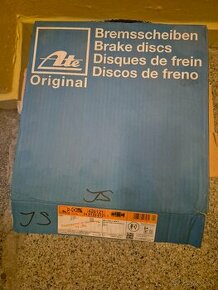 Bremsscheiben
Brake discs
Disques de frein
Discos de freno
Ate
Original
JS
JS